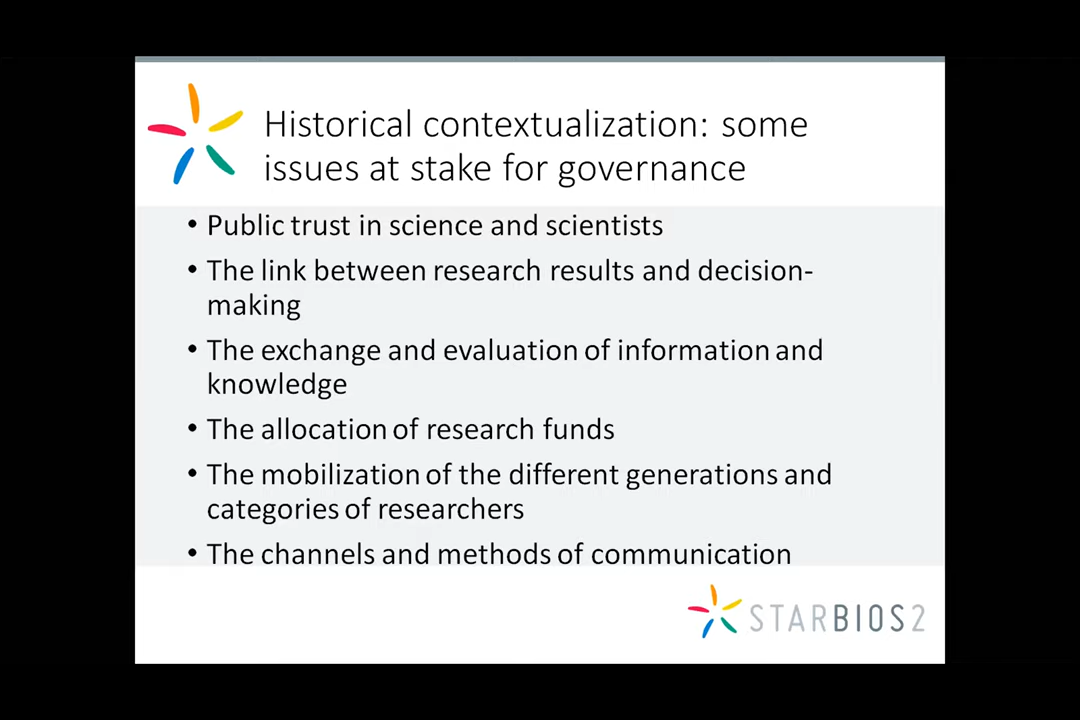 Historical contextualization: some
issues at stake for governance
• Public trust in science and scientists
• The link between research results and decision-
making
• The exchange and evaluation of information and
knowledge
• The allocation of research funds
• The mobilization of the different generations and
categories of researchers
• The channels and methods of communication
STARBIOS2